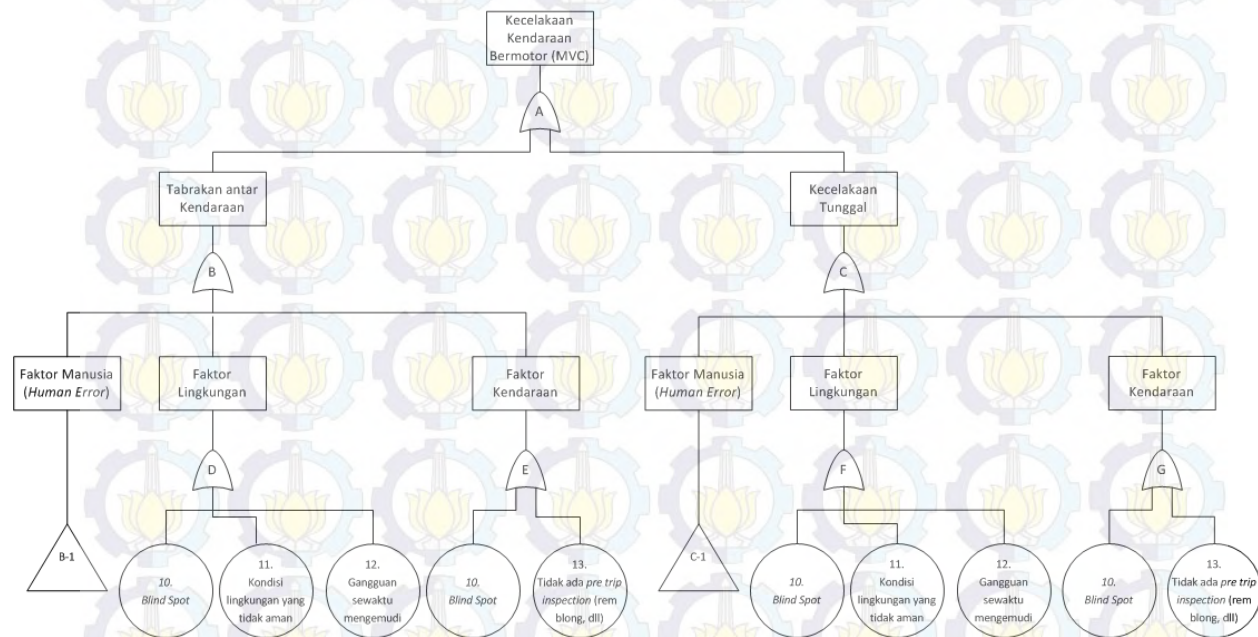 Kecelakaan
Kendaraan
Bermotor (MVC)
A
Tabrakan antar
Kendaraan
Kecelakaan
Tunggal
B
C
Faktor Manusia
(Human Error)
Faktor
Lingkungan
Faktor
Kendaraan
Faktor Manusia
(Human Error)
Faktor
Lingkungan
Faktor
Kendaraan
D
E
F
G
B-1
10.
Blind Spot
11.
Kondisi
lingkungan yang
tidak aman
12.
Gangguan
sewaktu
mengemudi
10.
Blind Spot
13.
Tidak ada pre trip
inspection (rem
blong, dll)
C-1
10.
Blind Spot
11.
Kondisi
lingkungan yang
tidak aman
12.
Gangguan
sewaktu
mengemudi
10.
Blind Spot
13.
Tidak ada pre trip
inspection (rem
blong, dll)